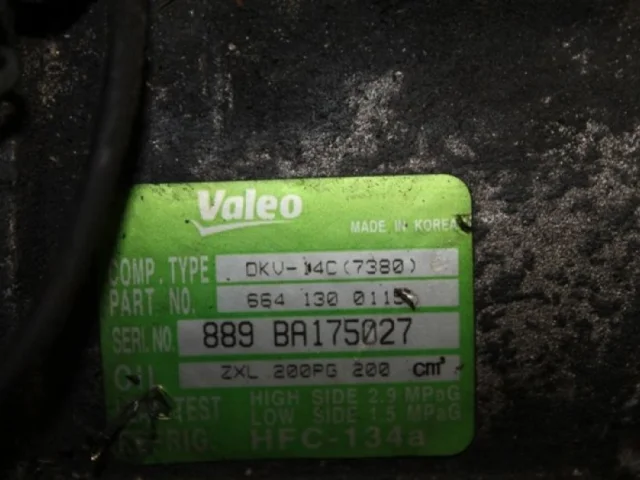 Valeo
MADE IN KOREA
COMP. TYPE DKV-14C(7380)
PART NO. 664 130 0115
SERI. NO. 889 BA175027
OIL ZXL 200PG 200 cm³
TEST HIGH SIDE 2.9 MPaG
LOW SIDE 1.5 MPaG
HFC-134a